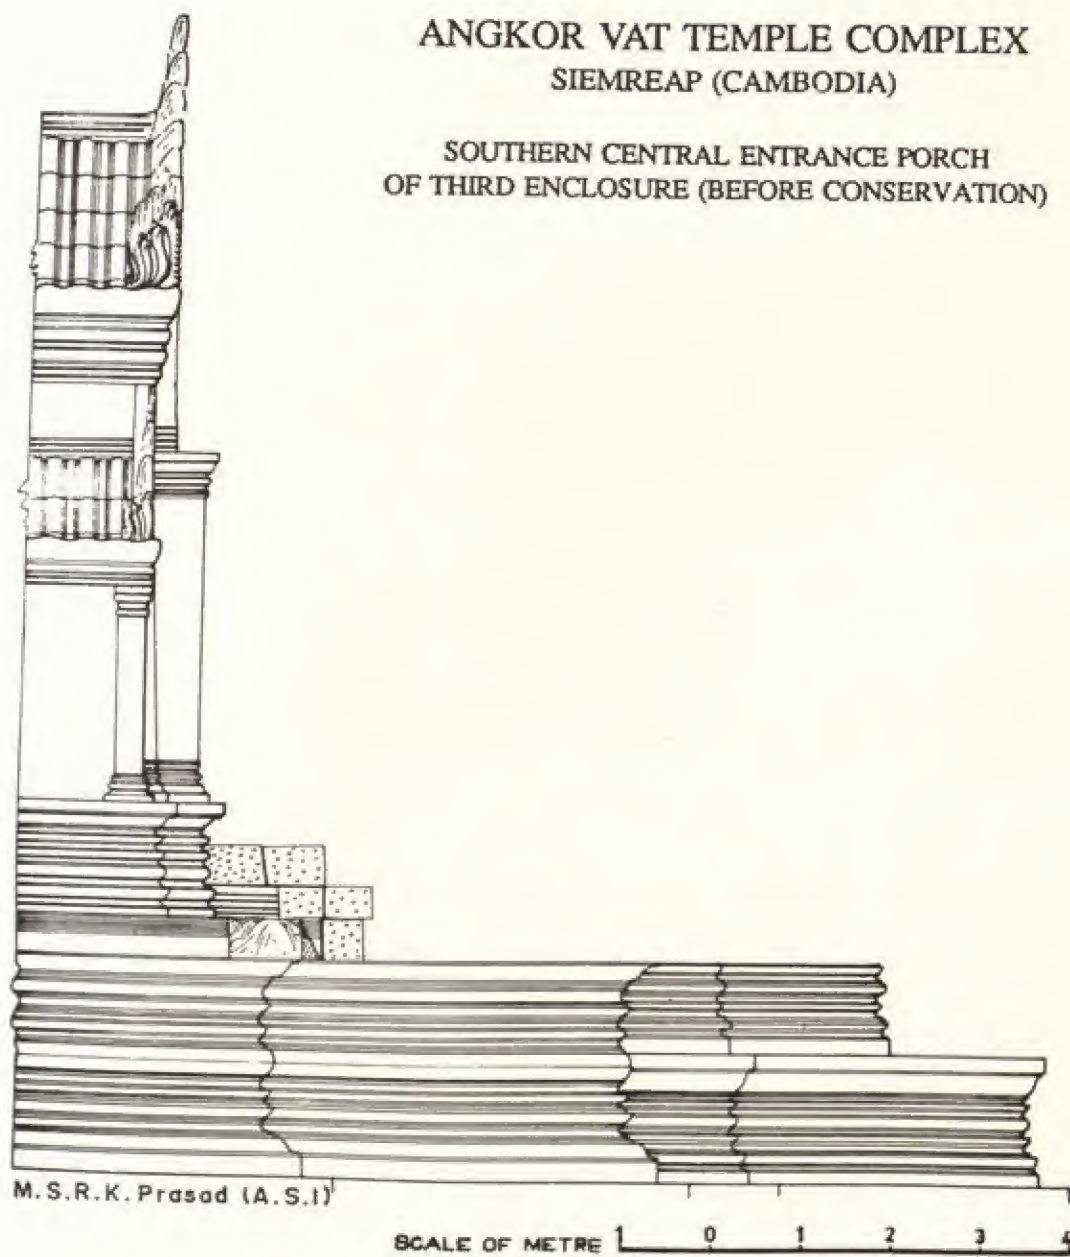 ANGKOR VAT TEMPLE COMPLEX
SIEMREAP (CAMBODIA)
SOUTHERN CENTRAL ENTRANCE PORCH
OF THIRD ENCLOSURE (BEFORE CONSERVATION)
M.S.R.K. Prasad (A.S.I)
SCALE OF METRE 1 0 1 2 3 4